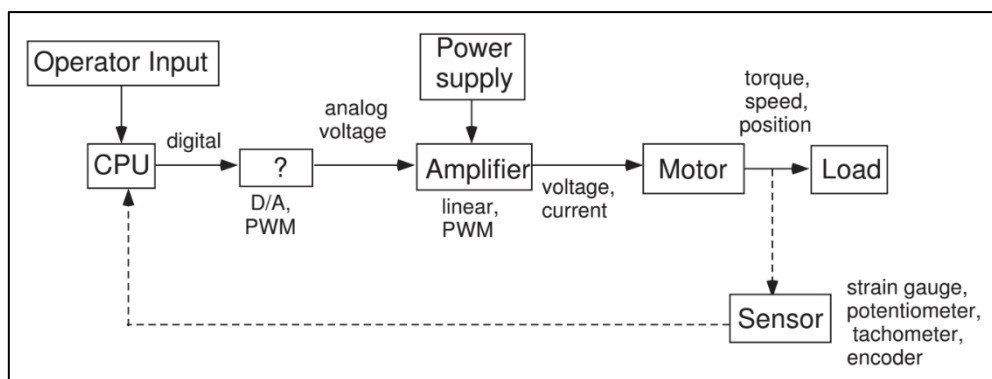 Operator Input
Power
supply
torque,
speed,
position
analog
voltage
digital
CPU
?
Amplifier
Motor
Load
D/A,
PWM
linear,
PWM
voltage,
current
Sensor
strain gauge,
potentiometer,
tachometer,
encoder